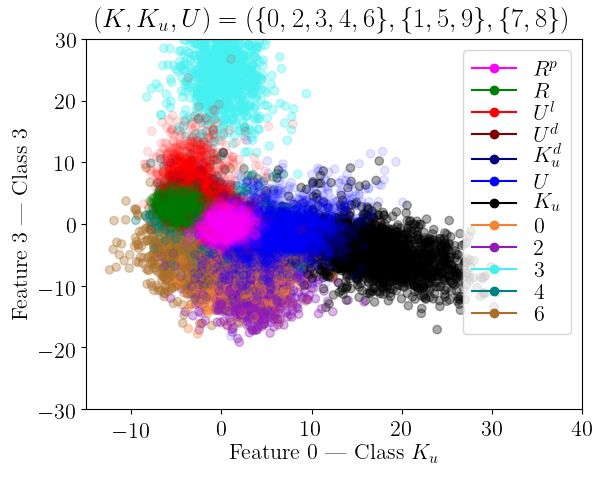 (K, K_u, U) = ({0, 2, 3, 4, 6}, {1, 5, 9}, {7, 8})
30
20
10
0
−10
−20
−30
Feature 3 — Class 3
R^p
R
U^l
U^d
K_u^d
U
K_u
0
2
3
4
6
−10
0
10
20
30
40
Feature 0 — Class K_u